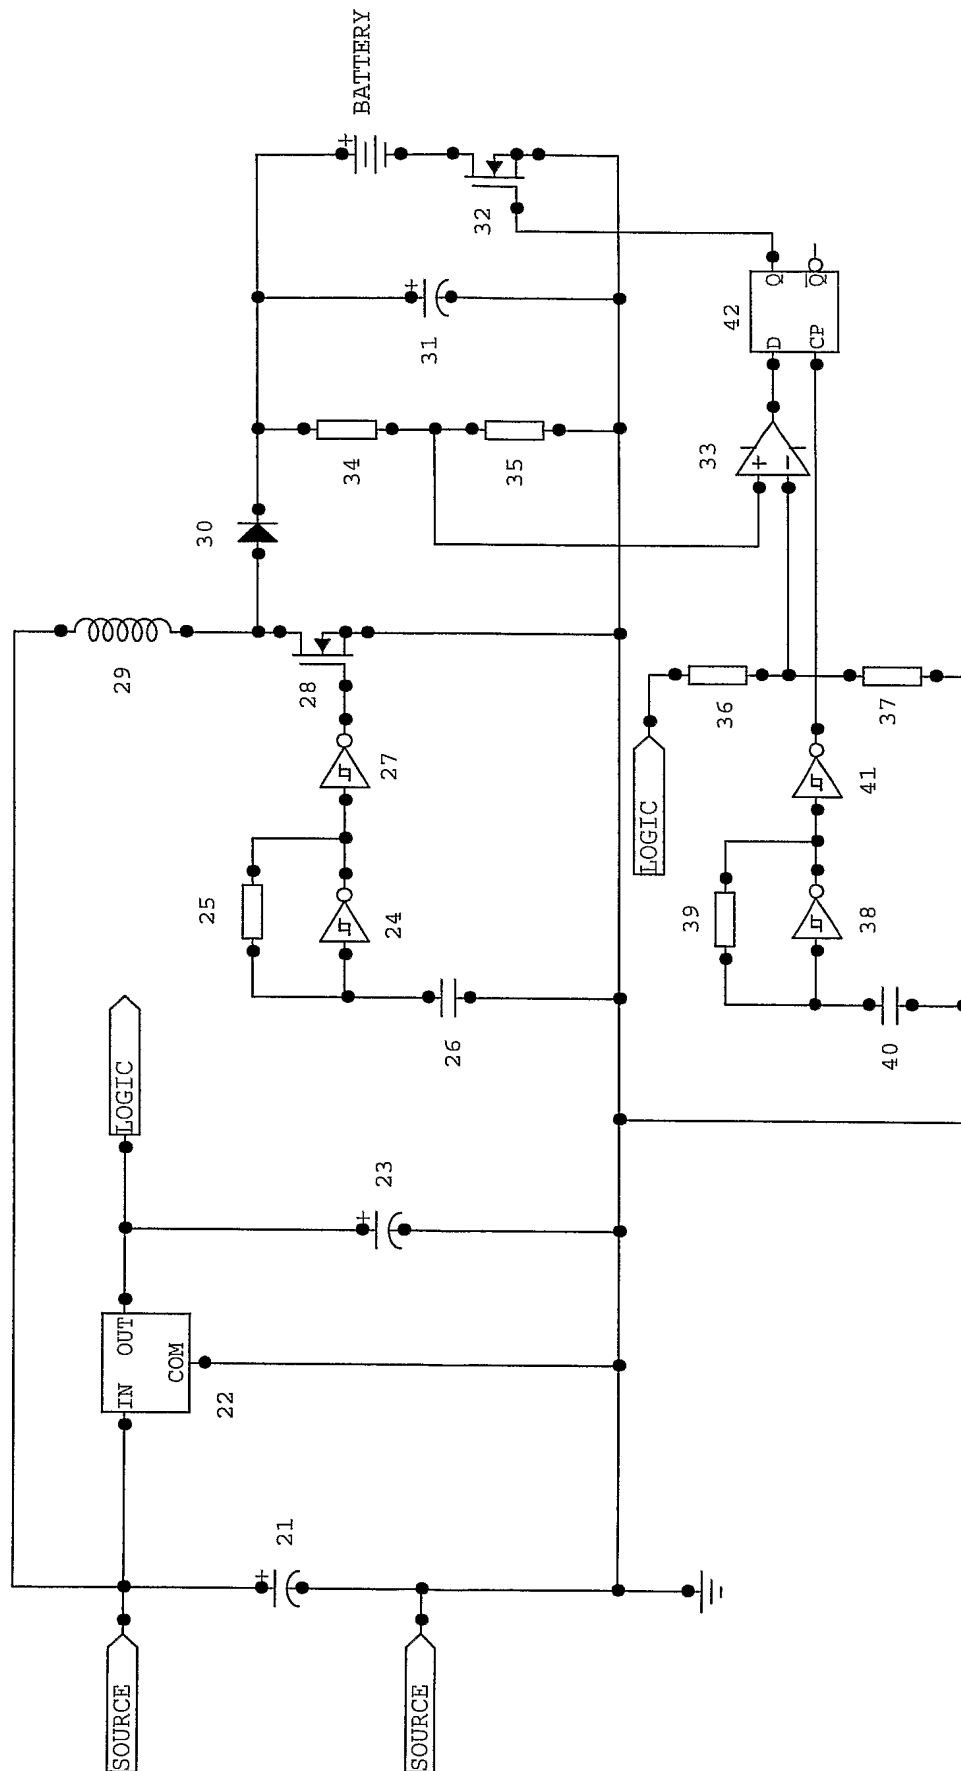 BATTERY
+
32
+
31
42
Q
Q
D
CP
34
35
33
+
−
30
29
28
27
36
37
LOGIC
41
25
24
39
38
26
40
LOGIC
23
+
OUT
IN
COM
22
21
+
SOURCE
SOURCE